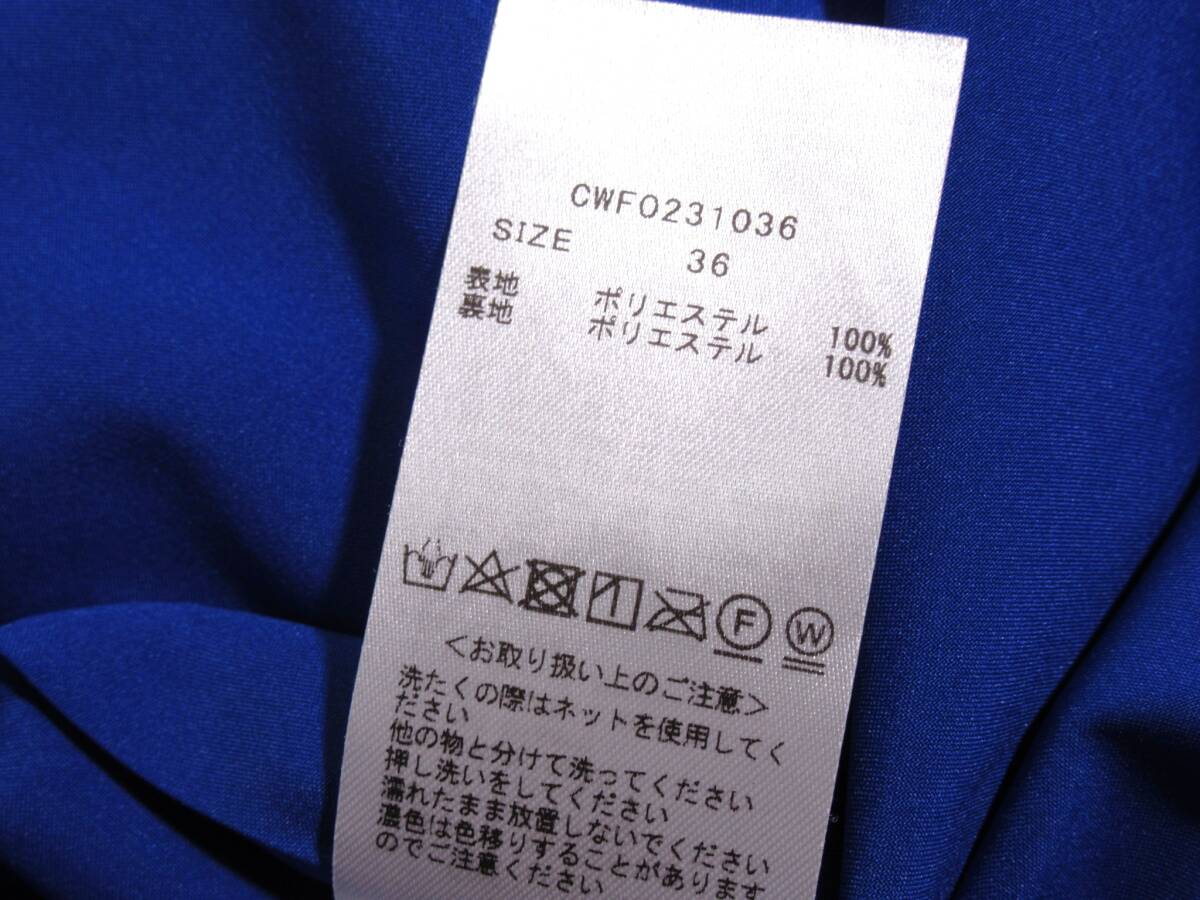 CWF0231036
SIZE 36
表地 ポリエステル 100%
裏地 ポリエステル 100%
F W
<お取り扱い上のご注意>
洗たくの際はネットを使用してく
ださい
他の物と分けて洗ってください
押し洗いをしてください
濡れたまま放置しないでください
濃色は色移りすることがあります
のでご注意ください